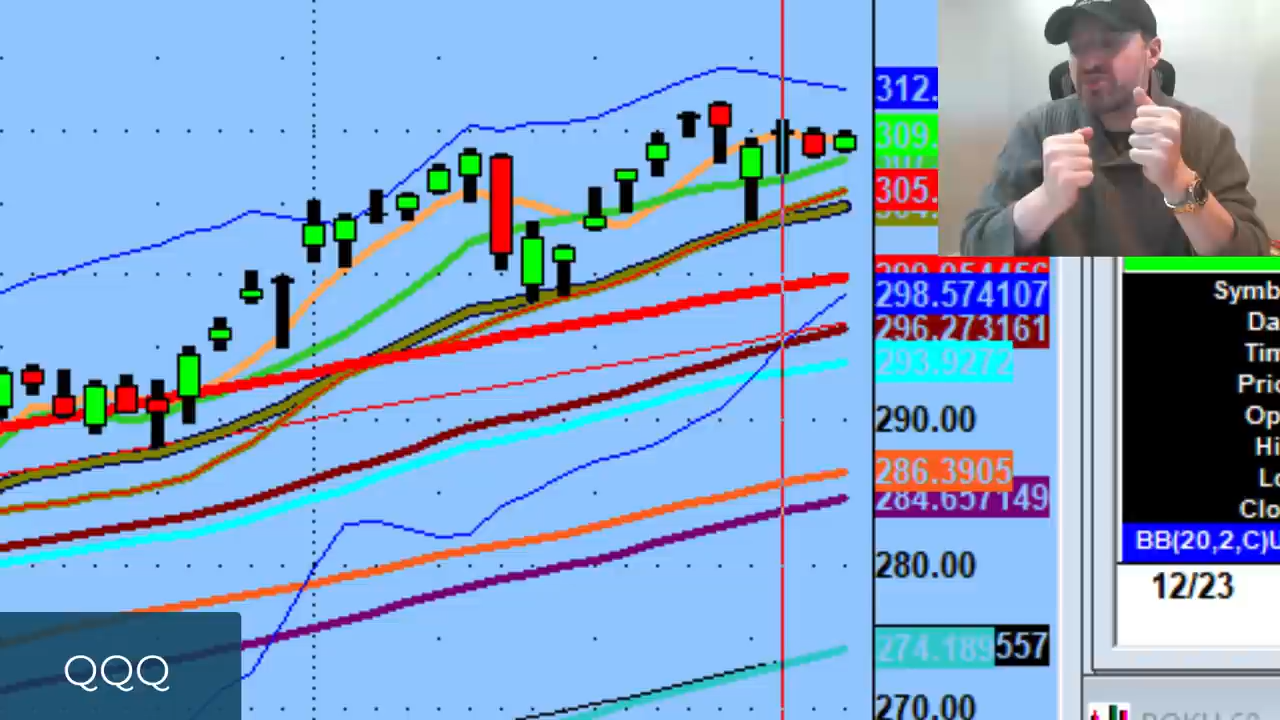 312.
309.
305.
298.574107
296.273161
293.9272
290.00
286.3905
284.657149
280.00
274.189557
270.00
Symb
Da
Tim
Pric
Op
Hi
Lo
Clo
BB(20,2,C)U
12/23
QQQ